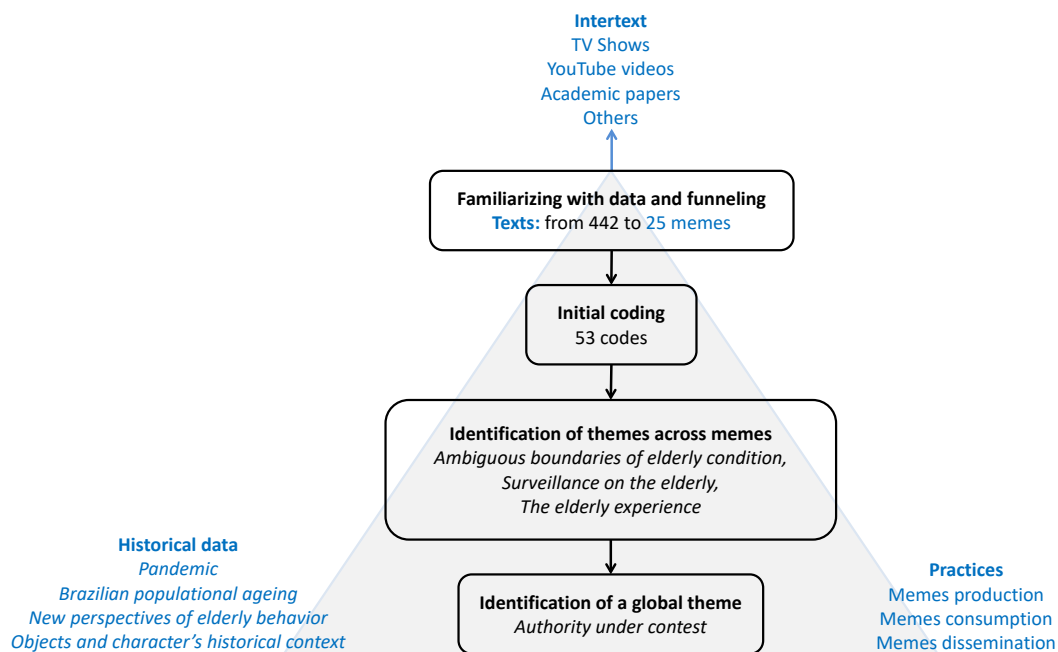 Intertext
TV Shows
YouTube videos
Academic papers
Others
Familiarizing with data and funneling
Texts: from 442 to 25 memes
Initial coding
53 codes
Identification of themes across memes
Ambiguous boundaries of elderly condition,
Surveillance on the elderly,
The elderly experience
Historical data
Pandemic
Brazilian populational ageing
New perspectives of elderly behavior
Objects and character's historical context
Identification of a global theme
Authority under contest
Practices
Memes production
Memes consumption
Memes dissemination